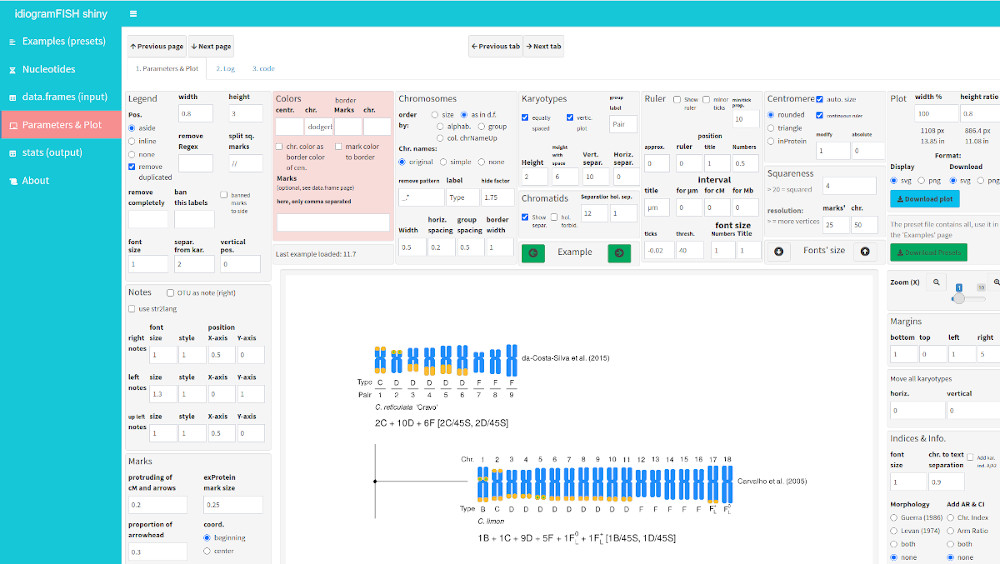 idiogramFISH shiny
Examples (presets)
Nucleotides
data.frames (input)
Parameters & Plot
stats (output)
About
Previous page
Next page
Previous tab
Next tab
1. Parameters & Plot
2. Log
3. code
Legend
width
height
Pos.
0.8
3
aside
inline
none
remove duplicated
remove Regex
split sq. marks
//
remove completely
ban this labels
banned marks to side
font size
separ. from kar.
vertical pos.
1
2
0
Notes
OTU as note (right)
use str2lang
font
position
right notes
size
style
X-axis
Y-axis
1
1
0.5
0
left notes
size
style
X-axis
Y-axis
1.3
1
0
1
up left notes
size
style
X-axis
Y-axis
1
1
0.5
0
Marks
protruding of cM and arrows
exProtein mark size
0.2
0.25
proportion of arrowhead
coord.
0.3
beginning
center
Colors
border
centr.
chr.
Marks
chr.
dodgerl
chr. color as border color of cen.
mark color to border
Marks
(optional, see data.frame page)
here, only comma separated
Last example loaded: 11.7
Chromosomes
order by:
size
as in d.f.
alphab.
group
col. chrNameUp
Chr. names:
original
simple
none
remove pattern
label
hide factor
Type
1.75
Width
horiz. spacing
group spacing
border width
0.5
0.2
0.3
1
Karyotypes
group label
equally spaced
vertic. plot
Pair
Height
Height with space
Vert. separ.
Horiz. separ.
2
6
10
0
Chromatids
Separation
hol. sep.
Show separ.
hol. forbid.
12
1
Example
Ruler
Show ruler
minor ticks
10
position
approx.
ruler
title
Numbers
0
0
1
0.5
interval
title
for µm
for cM
for Mb
µm
0
0
0
font size
ticks
thresh.
Numbers
Title
-0.02
40
1
1
Centromere
auto. size
rounded
continuous ruler
triangle
inProtein
modify
absolute
1
0
Squareness
> 20 = squared
4
resolution:
> = more vertices
marks'
chr.
25
50
Fonts' size
Plot
width %
height ratio
100
0.8
1108 px
886.4 px
13.85 in
11.08 in
Format:
Display
Download
svg
png
svg
png
Download plot
The preset file contains all, use it in the 'Examples' page
Download Presets
Zoom (X)
1
Margins
bottom
top
left
right
1
0
1
5
Move all karyotypes
horiz.
vertical
0
0
Indices & Info.
font size
chr. to text separation
1
0.9
Morphology
Add AR & CI
Guerra (1986)
Chr. Index
Levan (1974)
Arm Ratio
both
both
none
none
da-Costa-Silva et al. (2015)
Type C D D D D D F F F
Pair 1 2 3 4 5 6 7 8 9
C. reticulata 'Cravo'
2C + 10D + 6F [2C/45S, 2D/45S]
Chr. 1 2 3 4 5 6 7 8 9 10 11 12 13 14 15 16 17 18
Carvalho et al. (2005)
Type B C D D D D D D D D D F F F F F F+L F0L
C. limon
1B + 1C + 9D + 5F + 1F0L + 1F+L [1B/45S, 1D/45S]